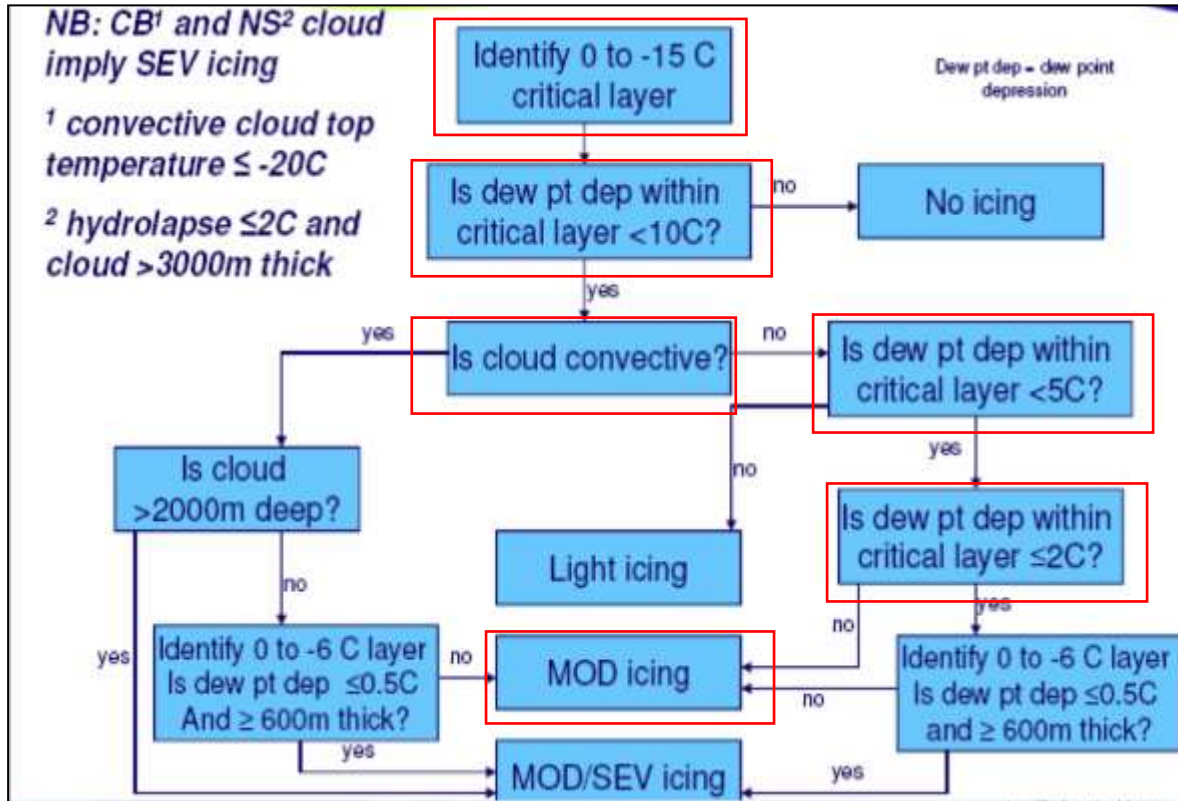 NB: CB¹ and NS² cloud
imply SEV icing
¹ convective cloud top
temperature ≤ -20C
² hydrolapse ≤2C and
cloud >3000m thick
Identify 0 to -15 C
critical layer
Dew pt dep = dew point
depression
Is dew pt dep within
critical layer <10C?
no
No icing
yes
yes
Is cloud convective?
no
Is dew pt dep within
critical layer <5C?
Is cloud
>2000m deep?
no
yes
Light icing
Is dew pt dep within
critical layer ≤2C?
no
no
yes
yes
Identify 0 to -6 C layer
Is dew pt dep ≤0.5C
And ≥ 600m thick?
no
MOD icing
no
Identify 0 to -6 C layer
Is dew pt dep ≤0.5C
and ≥ 600m thick?
yes
MOD/SEV icing
yes